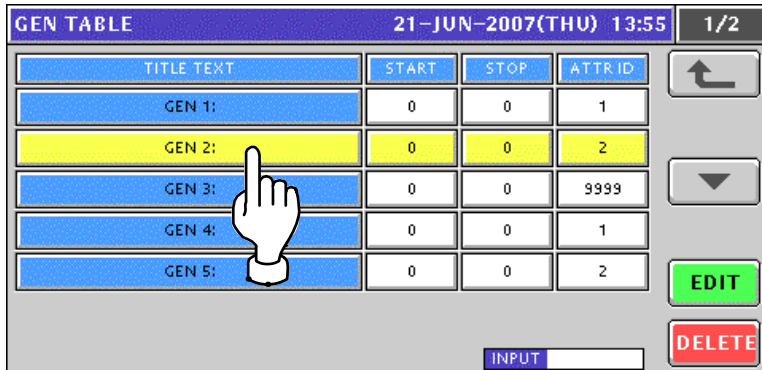 GEN TABLE 21-JUN-2007(THU) 13:55 1/2
TITLE TEXT START STOP ATTR ID
GEN 1: 0 0 1
GEN 2: 0 0 2
GEN 3: 0 0 9999
GEN 4: 0 0 1
GEN 5: 0 0 2
EDIT
DELETE
INPUT